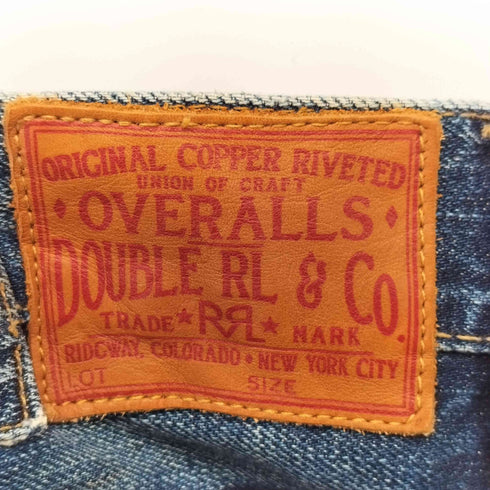 ORIGINAL COPPER RIVETED
UNION OF CRAFT
♦ OVERALLS ♦
DOUBLE RL & CO.
TRADE ★ RRL ★ MARK
RIDGWAY, COLORADO • NEW YORK CITY
LOT SIZE